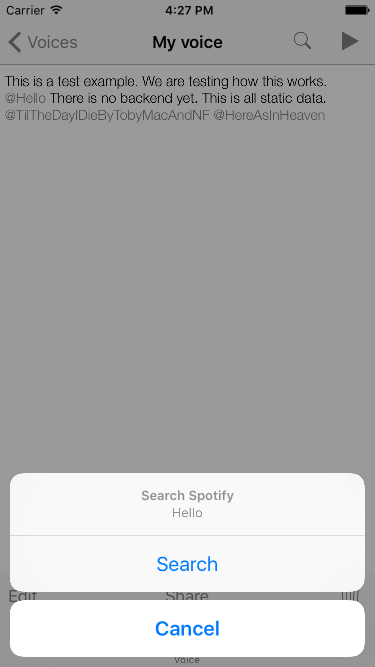 Carrier 4:27 PM
Voices My voice
This is a test example. We are testing how this works.
@Hello There is no backend yet. This is all static data.
@TilTheDayIDieByTobyMacAndNF @HereAsInHeaven
Search Spotify
Hello
Search
Edit Share
Cancel
Voice